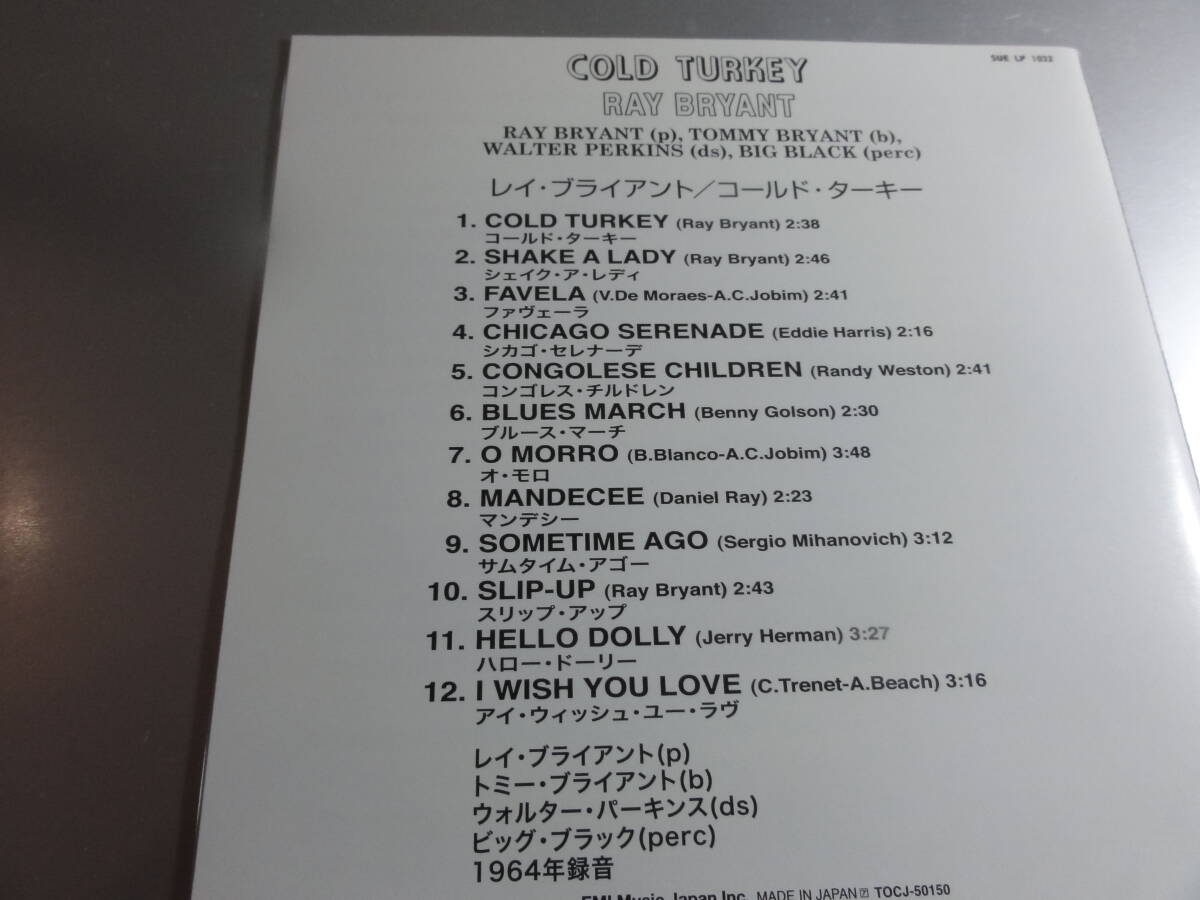 SUE LP 1032
COLD TURKEY
RAY BRYANT
RAY BRYANT (p), TOMMY BRYANT (b),
WALTER PERKINS (ds), BIG BLACK (perc)
レイ・ブライアント／コールド・ターキー
1. COLD TURKEY (Ray Bryant) 2:38
コールド・ターキー
2. SHAKE A LADY (Ray Bryant) 2:46
シェイク・ア・レディ
3. FAVELA (V.De Moraes-A.C.Jobim) 2:41
ファヴェーラ
4. CHICAGO SERENADE (Eddie Harris) 2:16
シカゴ・セレナーデ
5. CONGOLESE CHILDREN (Randy Weston) 2:41
コンゴレス・チルドレン
6. BLUES MARCH (Benny Golson) 2:30
ブルース・マーチ
7. O MORRO (B.Blanco-A.C.Jobim) 3:48
オ・モロ
8. MANDECEE (Daniel Ray) 2:23
マンデシー
9. SOMETIME AGO (Sergio Mihanovich) 3:12
サムタイム・アゴー
10. SLIP-UP (Ray Bryant) 2:43
スリップ・アップ
11. HELLO DOLLY (Jerry Herman) 3:27
ハロー・ドーリー
12. I WISH YOU LOVE (C.Trenet-A.Beach) 3:16
アイ・ウィッシュ・ユー・ラヴ
レイ・ブライアント(p)
トミー・ブライアント(b)
ウォルター・パーキンス(ds)
ビッグ・ブラック(perc)
1964年録音
EMI Music Japan Inc. MADE IN JAPAN Ⓟ TOCJ-50150